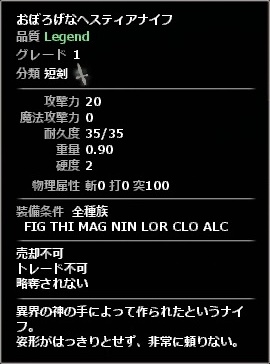 おぼろげなヘスティアナイフ
品質 Legend
グレード 1
分類 短剣
攻撃力 20
魔法攻撃力 0
耐久度 35/35
重量 0.90
硬度 2
物理属性 斬0 打0 突100
装備条件 全種族
FIG THI MAG NIN LOR CLO ALC
売却不可
トレード不可
略奪されない
異界の神の手によって作られたというナイ
フ。
姿形がはっきりとせず、非常に頼りない。